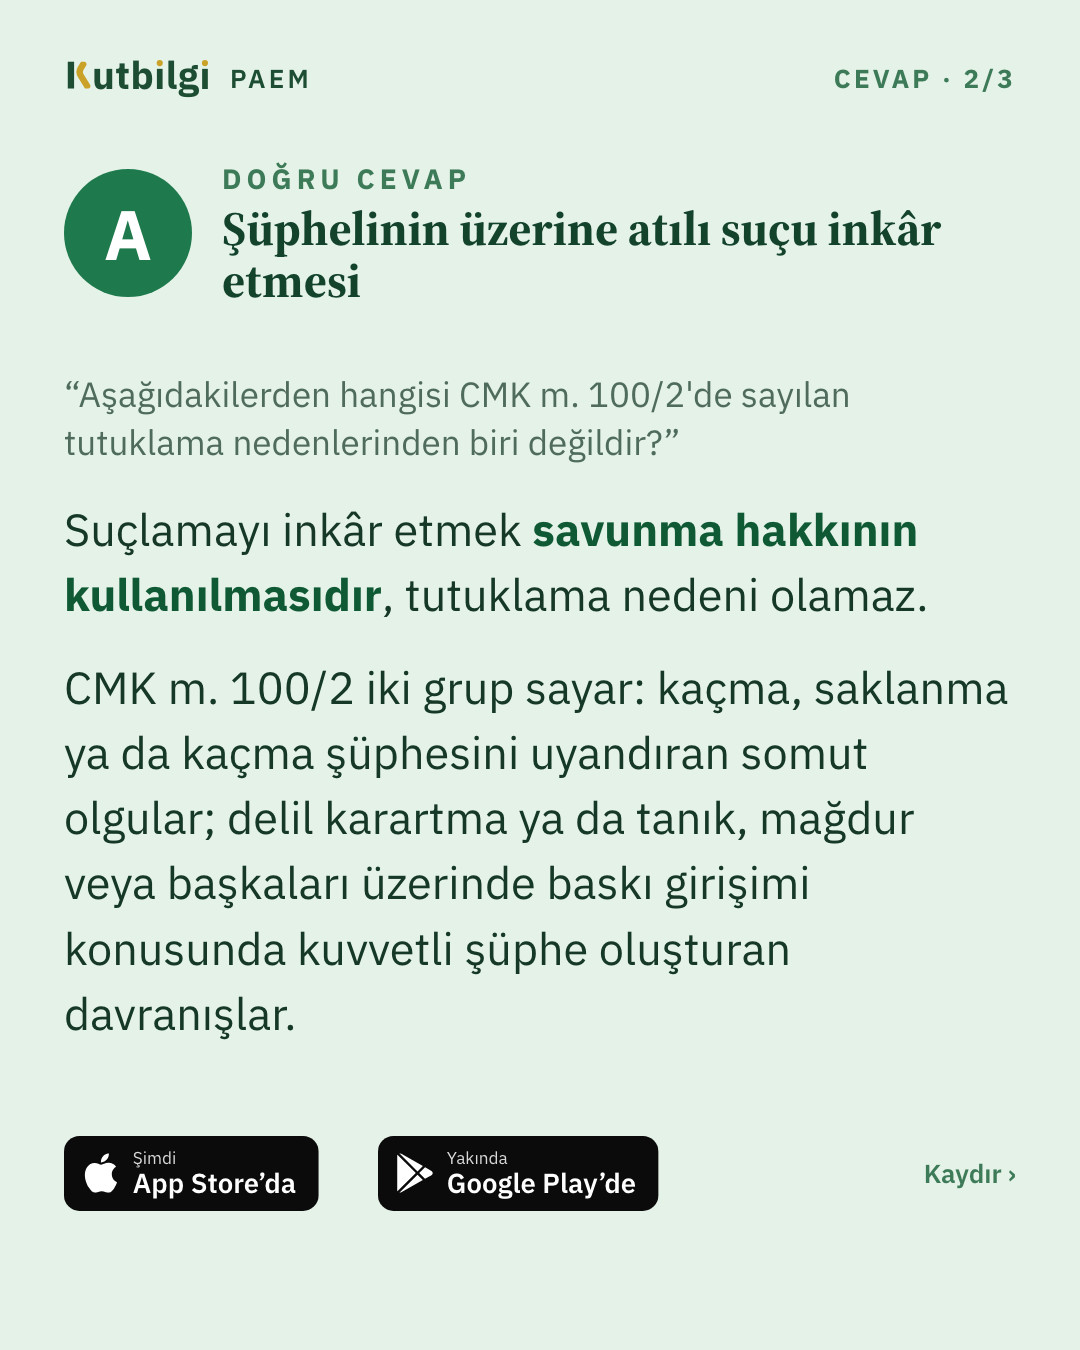 Kutbilgi PAEM
CEVAP · 2/3
A
DOĞRU CEVAP
Şüphelinin üzerine atılı suçu inkâr
etmesi
“Aşağıdakilerden hangisi CMK m. 100/2'de sayılan
tutuklama nedenlerinden biri değildir?”
Suçlamayı inkâr etmek savunma hakkının
kullanılmasıdır, tutuklama nedeni olamaz.
CMK m. 100/2 iki grup sayar: kaçma, saklanma
ya da kaçma şüphesini uyandıran somut
olgular; delil karartma ya da tanık, mağdur
veya başkaları üzerinde baskı girişimi
konusunda kuvvetli şüphe oluşturan
davranışlar.
Şimdi
App Store’da
Yakında
Google Play’de
Kaydır ›